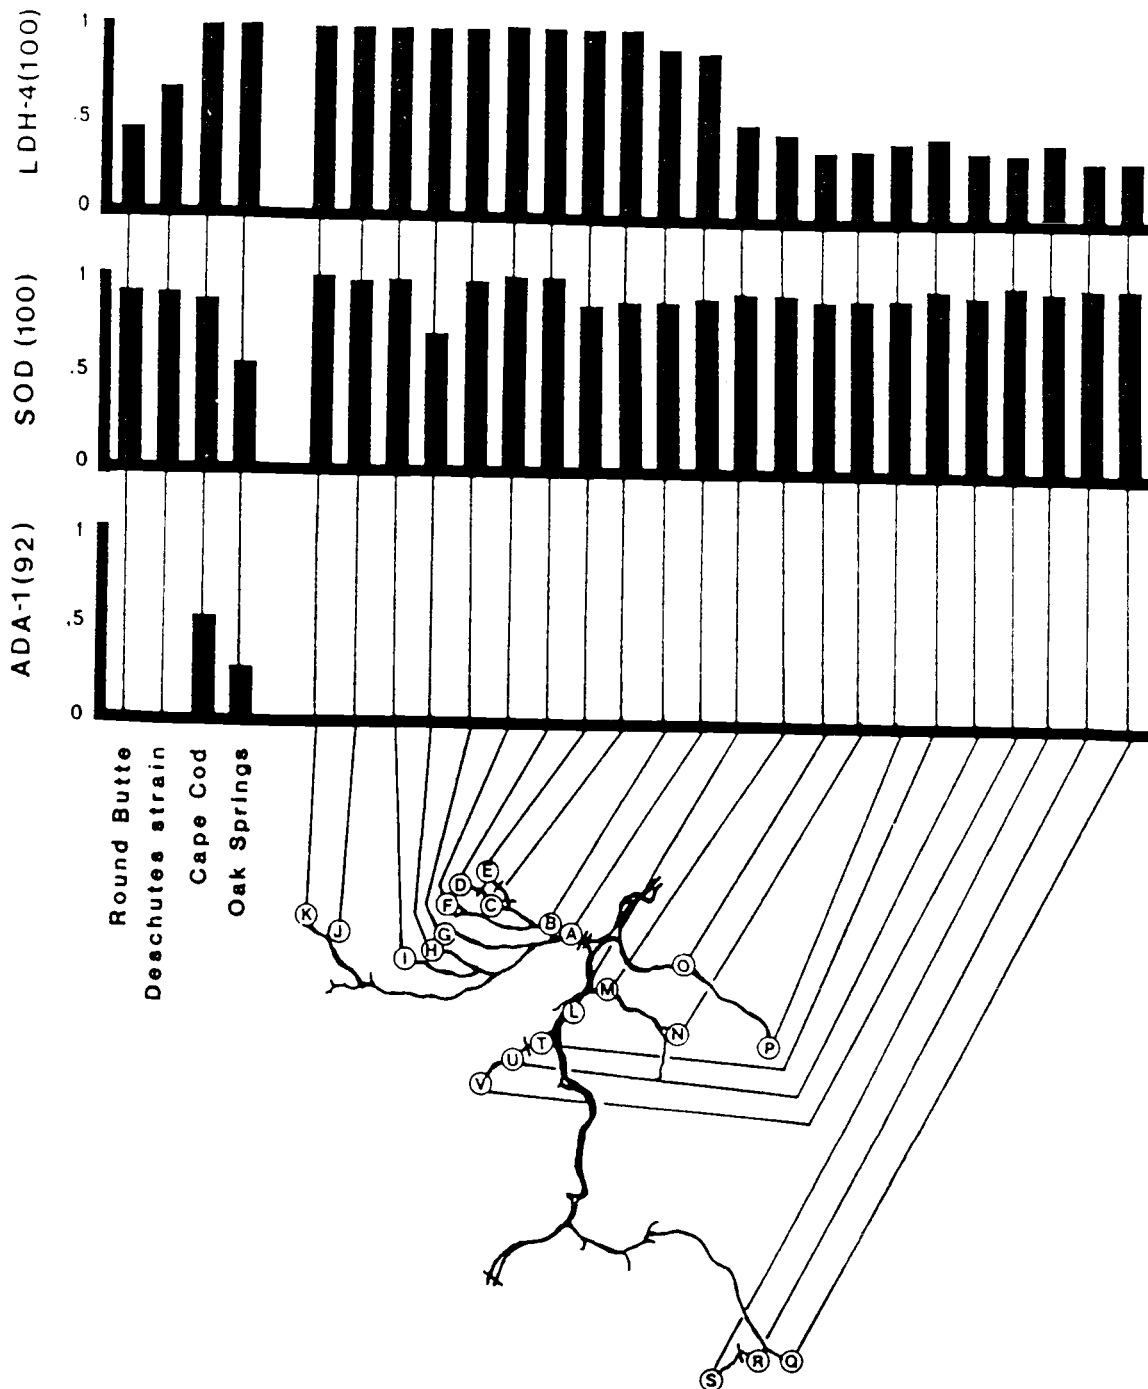 LDH-4(100)
1
.5
0
SOD (100)
1
.5
0
ADA-1(92)
1
.5
0
Round Butte
Deschutes strain
Cape Cod
Oak Springs
K
J
I
H
G
F
D
E
C
B
A
O
M
L
N
P
T
U
V
S
R
Q